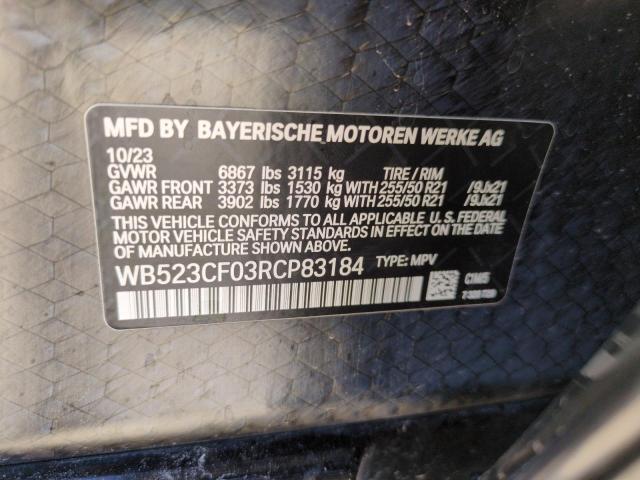 MFD BY BAYERISCHE MOTOREN WERKE AG
10/23
GVWR 6867 lbs 3115 kg TIRE / RIM
GAWR FRONT 3373 lbs 1530 kg WITH 255/50 R21 /9Jx21
GAWR REAR 3902 lbs 1770 kg WITH 255/50 R21 /9Jx21
THIS VEHICLE CONFORMS TO ALL APPLICABLE U. S. FEDERAL
MOTOR VEHICLE SAFETY STANDARDS IN EFFECT ON THE DATE
OF MANUFACTURE SHOWN ABOVE.
WB523CF03RCP83184 TYPE: MPV